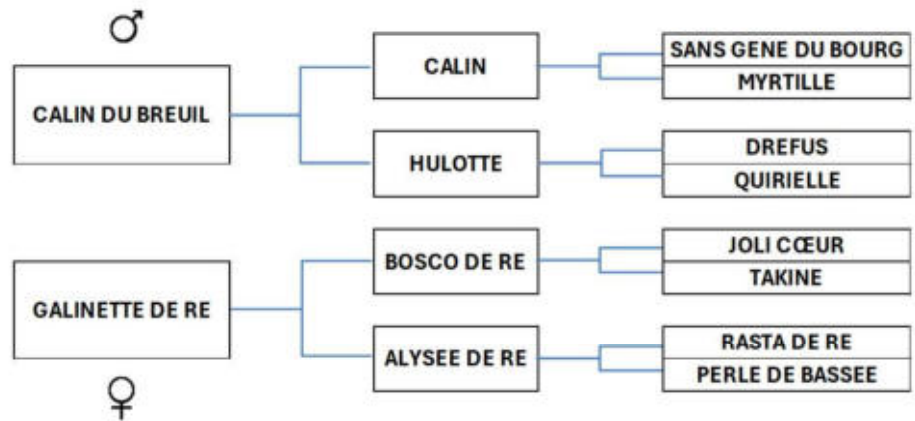 CALIN DU BREUIL
CALIN
SANS GENE DU BOURG
MYRTILLE
HULOTTE
DREFUS
QUIRIELLE
GALINETTE DE RE
BOSCO DE RE
JOLI CŒUR
TAKINE
ALYSEE DE RE
RASTA DE RE
PERLE DE BASSEE